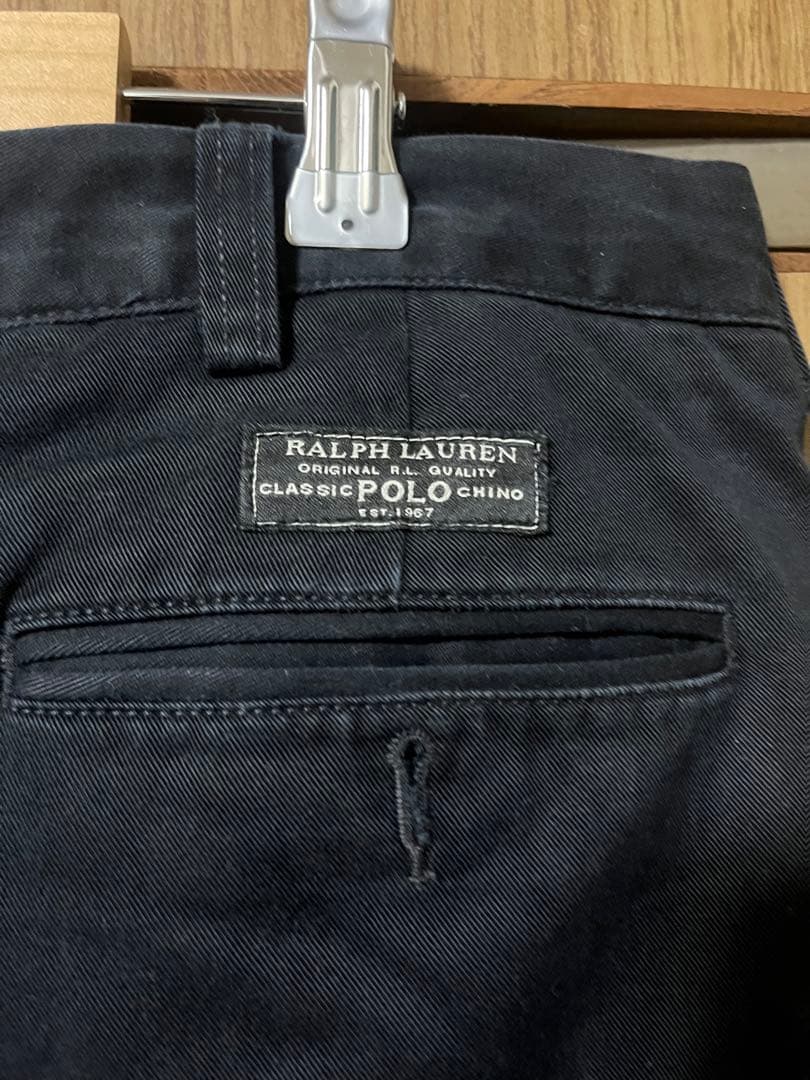 RALPH LAUREN
ORIGINAL R.L. QUALITY
CLASSIC POLO CHINO
EST. 1967